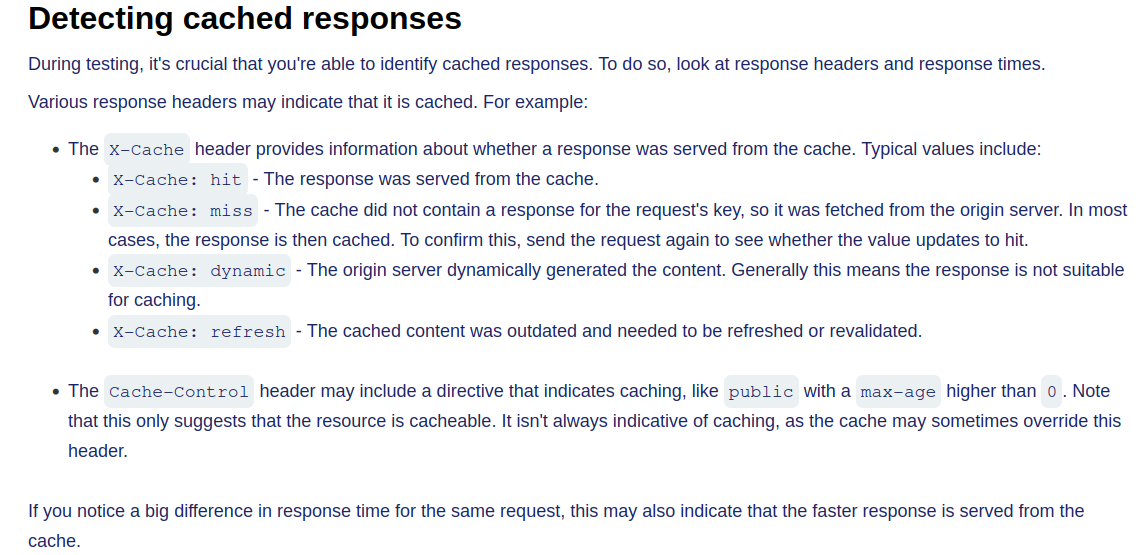 Detecting cached responses
During testing, it's crucial that you're able to identify cached responses. To do so, look at response headers and response times.
Various response headers may indicate that it is cached. For example:
• The X-Cache header provides information about whether a response was served from the cache. Typical values include:
• X-Cache: hit - The response was served from the cache.
• X-Cache: miss - The cache did not contain a response for the request's key, so it was fetched from the origin server. In most
cases, the response is then cached. To confirm this, send the request again to see whether the value updates to hit.
• X-Cache: dynamic - The origin server dynamically generated the content. Generally this means the response is not suitable
for caching.
• X-Cache: refresh - The cached content was outdated and needed to be refreshed or revalidated.
• The Cache-Control header may include a directive that indicates caching, like public with a max-age higher than 0. Note
that this only suggests that the resource is cacheable. It isn't always indicative of caching, as the cache may sometimes override this
header.
If you notice a big difference in response time for the same request, this may also indicate that the faster response is served from the
cache.